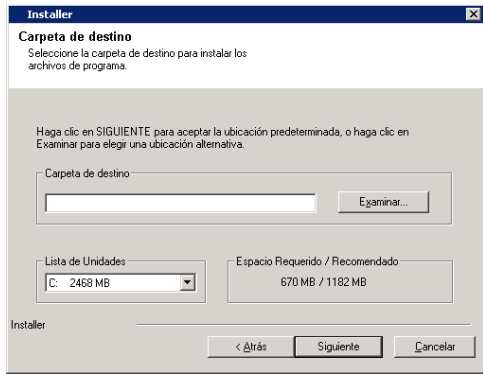 Installer
Carpeta de destino
Seleccione la carpeta de destino para instalar los
archivos de programa.
Haga clic en SIGUIENTE para aceptar la ubicación predeterminada, o haga clic en
Examinar para elegir una ubicación alternativa.
Carpeta de destino
Examinar...
Lista de Unidades
C: 2468 MB
Espacio Requerido / Recomendado
670 MB / 1182 MB
Installer
< Atrás
Siguiente
Cancelar